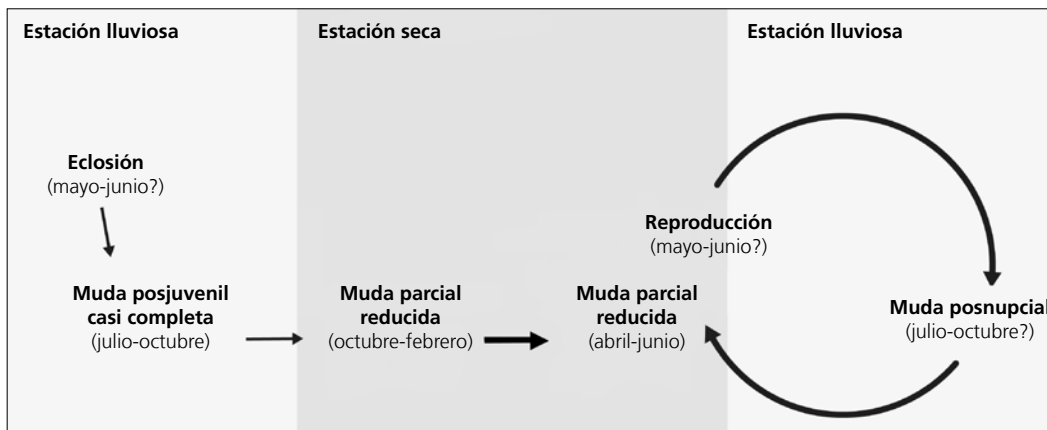 Estación lluviosa
Estación seca
Estación lluviosa
Eclosión
(mayo-junio?)
Muda posjuvenil
casi completa
(julio-octubre)
Muda parcial
reducida
(octubre-febrero)
Muda parcial
reducida
(abril-junio)
Reproducción
(mayo-junio?)
Muda posnupcial
(julio-octubre?)